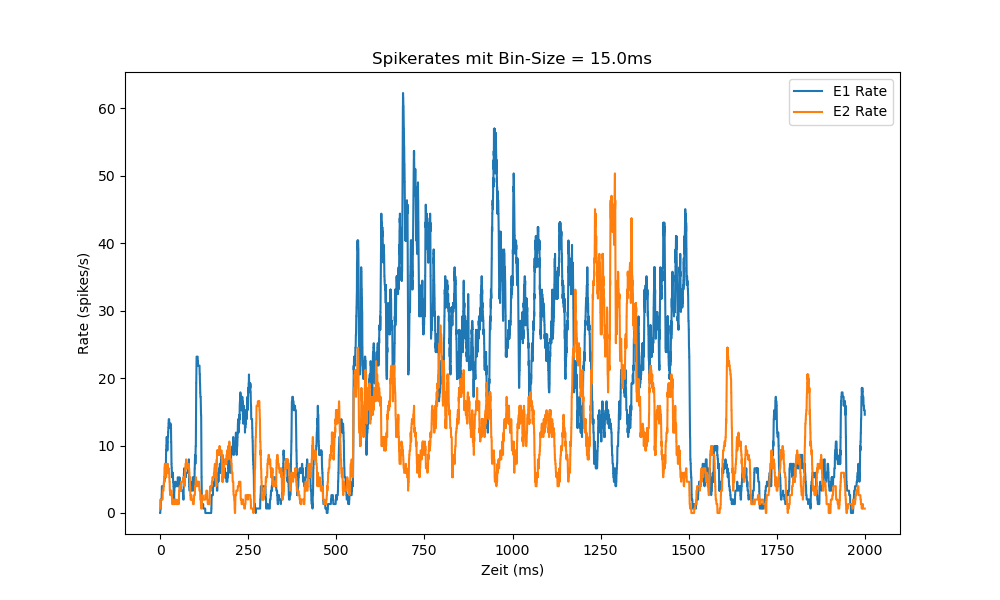 Spikerates mit Bin-Size = 15.0ms
E1 Rate
E2 Rate
60
50
40
30
20
10
0
Rate (spikes/s)
0 250 500 750 1000 1250 1500 1750 2000
Zeit (ms)